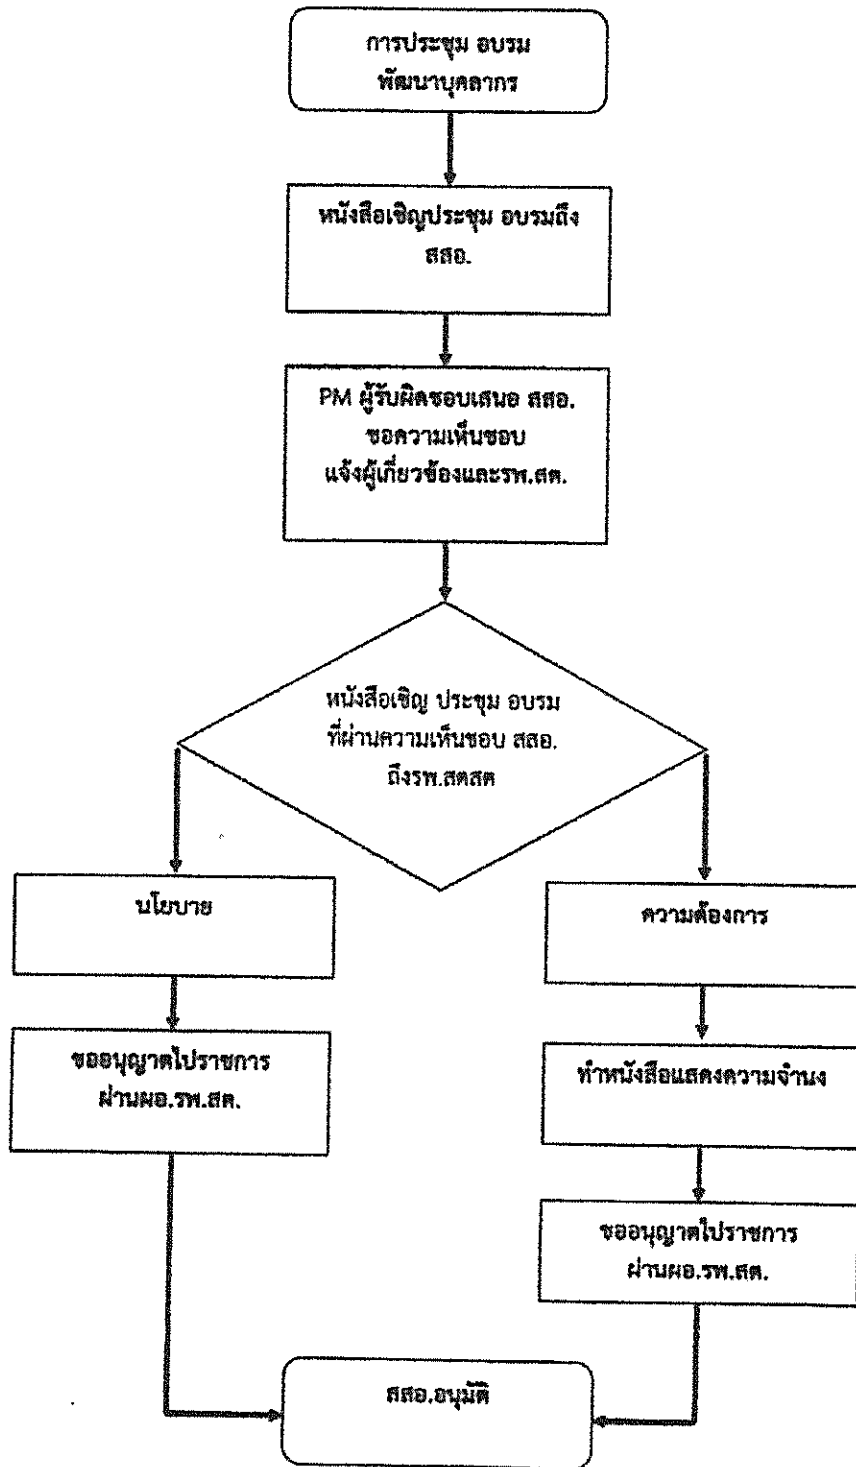 การประชุม อบรม
พัฒนาบุคลากร
หนังสือเชิญประชุม อบรมถึง
สสอ.
PM ผู้รับผิดชอบเสนอ สสอ.
ขอความเห็นชอบ
แจ้งผู้เกี่ยวข้องและรพ.สต.
หนังสือเชิญ ประชุม อบรม
ที่ผ่านความเห็นชอบ สสอ.
ถึงรพ.สตสต
นโยบาย
ความต้องการ
ขออนุญาตไปราชการ
ผ่านผอ.รพ.สต.
ทำหนังสือแสดงความจำนง
ขออนุญาตไปราชการ
ผ่านผอ.รพ.สต.
สสอ.อนุมัติ